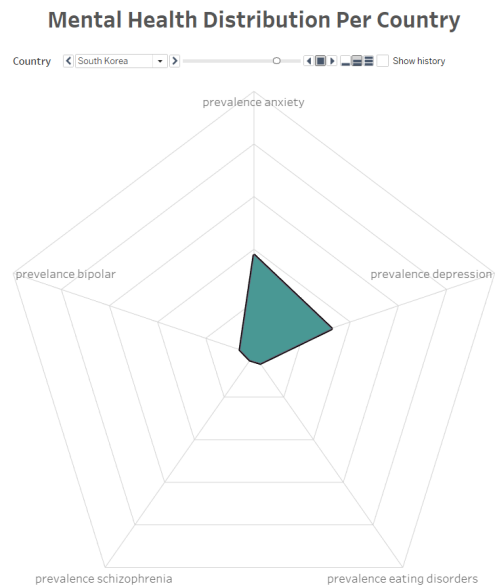 Mental Health Distribution Per Country
Country South Korea Show history
prevalence anxiety
prevelance bipolar prevalence depression
prevalence schizophrenia prevalence eating disorders